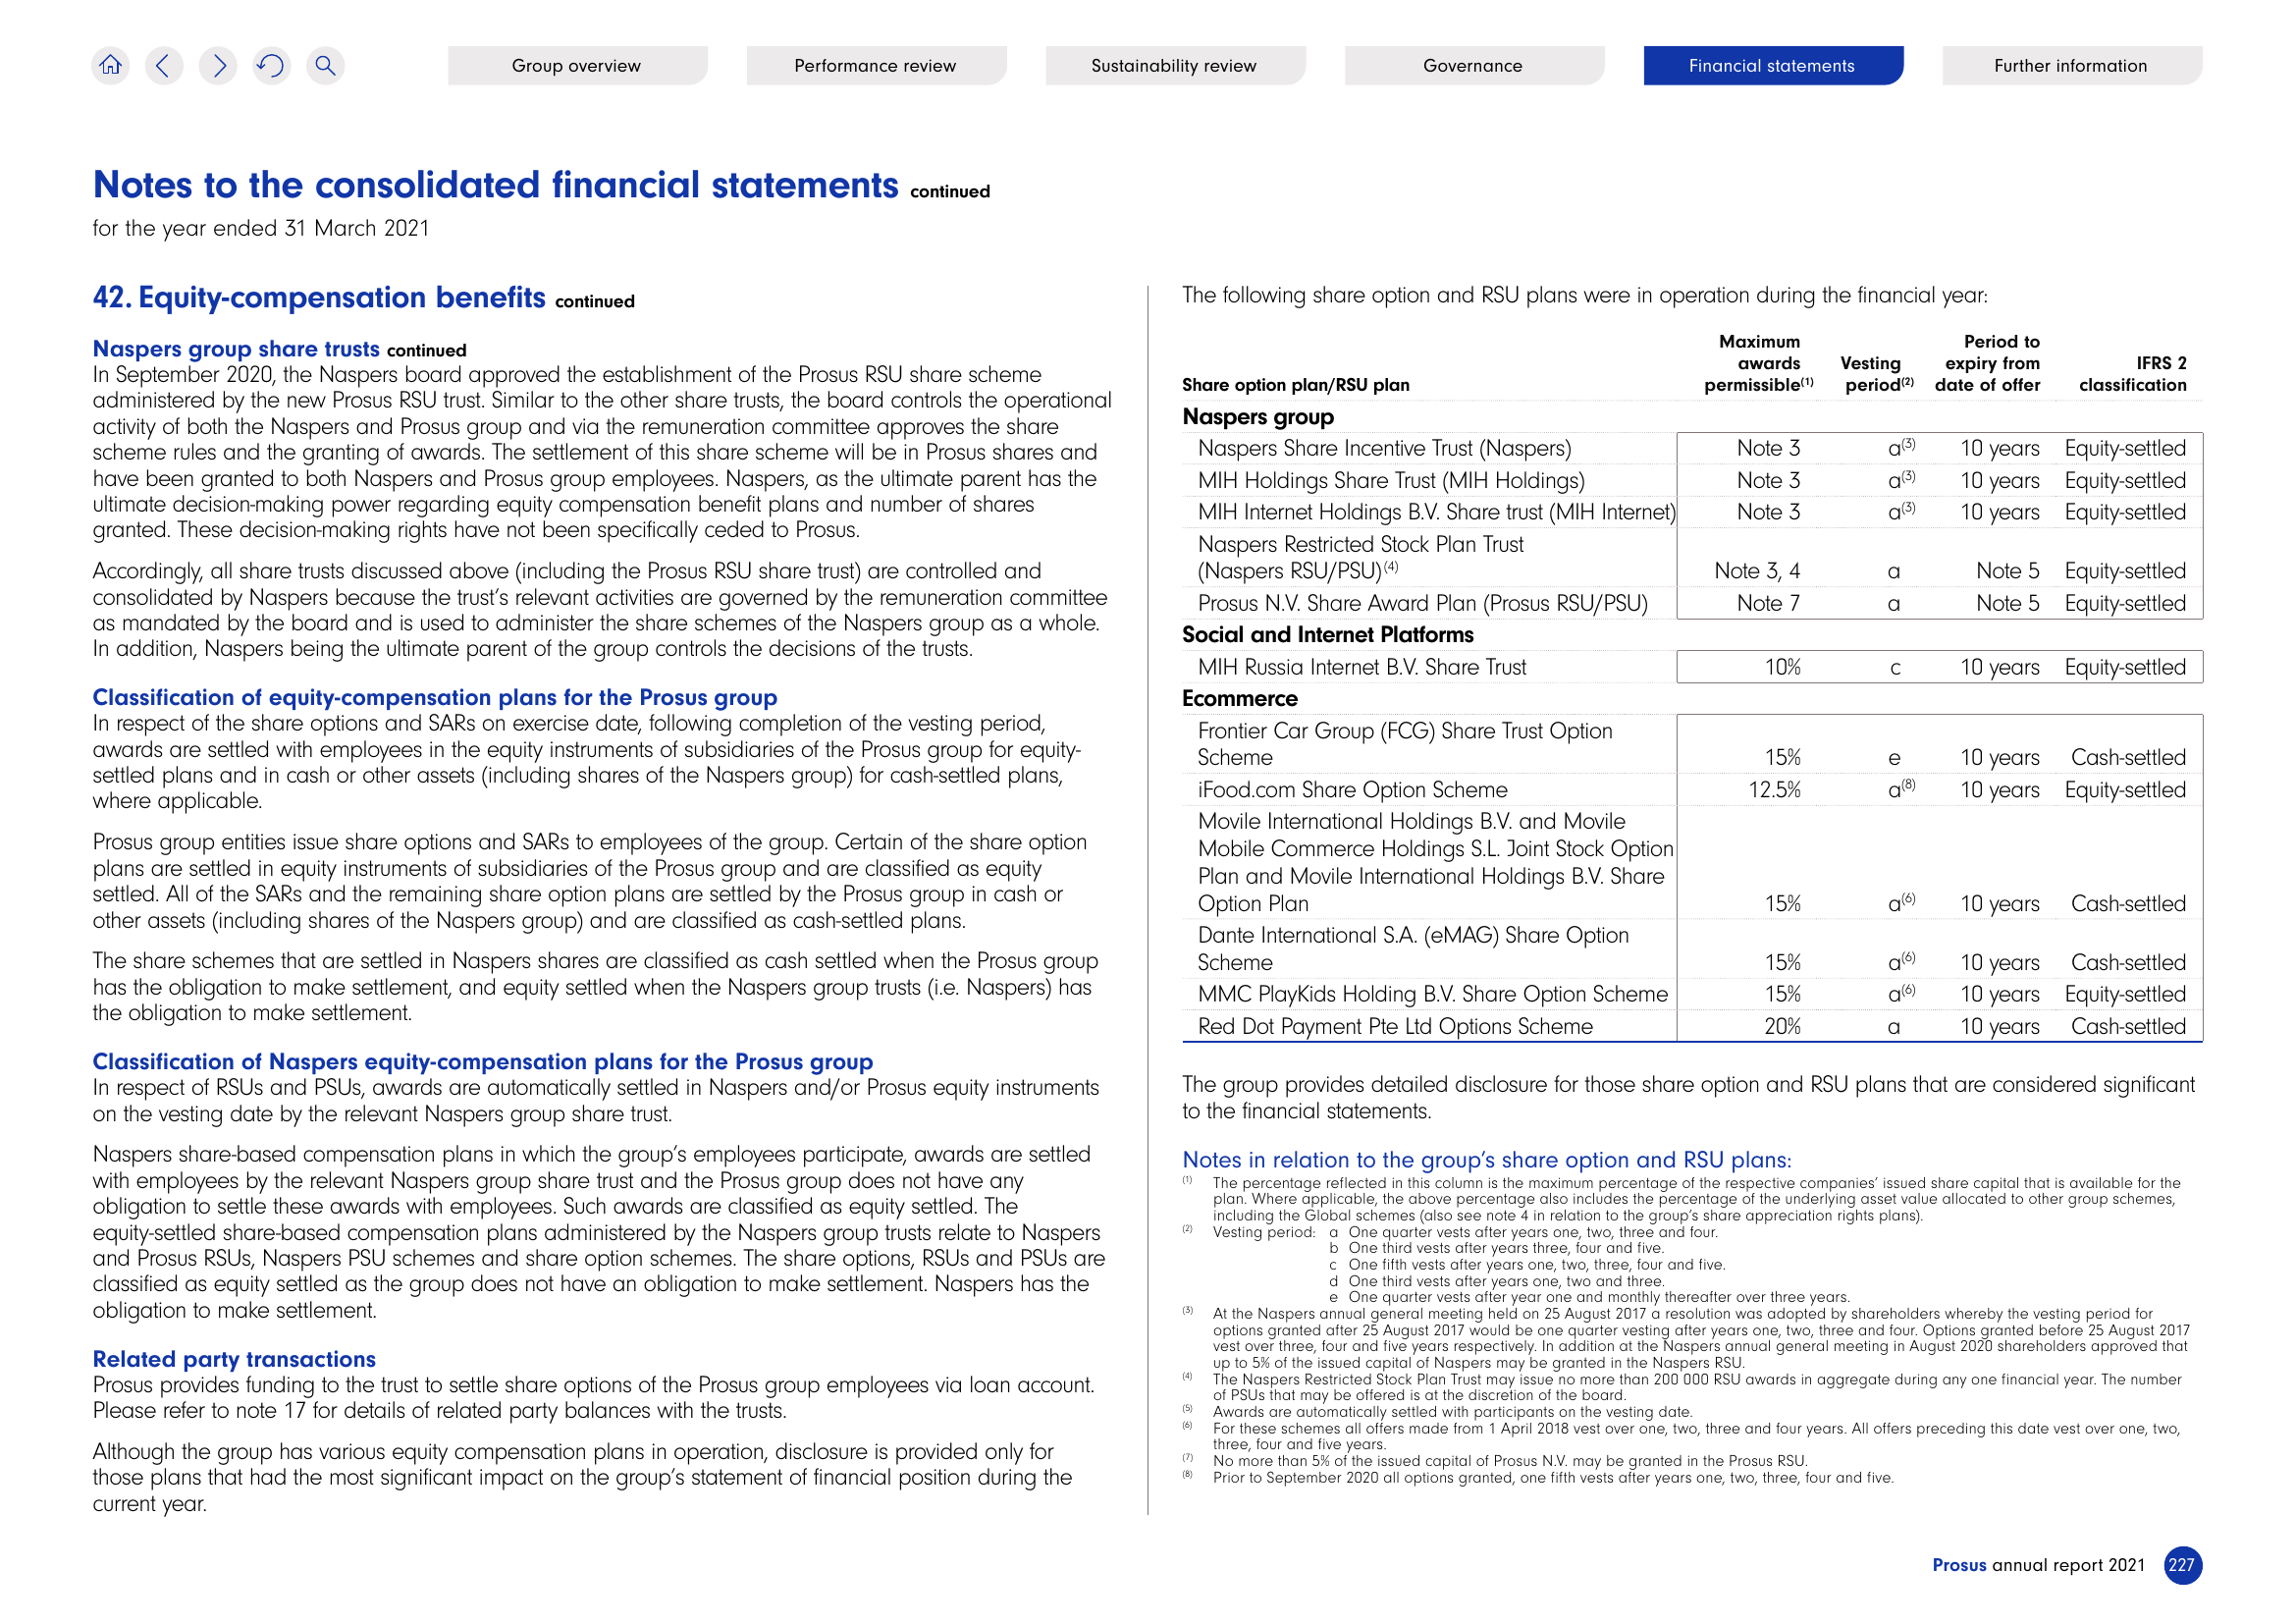 Group overview
Performance review
Sustainability review
Governance
Financial statements
Further information
Notes to the consolidated financial statements continued
for the year ended 31 March 2021
42. Equity-compensation benefits continued
Naspers group share trusts continued
In September 2020, the Naspers board approved the establishment of the Prosus RSU share scheme
administered by the new Prosus RSU trust. Similar to the other share trusts, the board controls the operational
activity of both the Naspers and Prosus group and via the remuneration committee approves the share
scheme rules and the granting of awards. The settlement of this share scheme will be in Prosus shares and
have been granted to both Naspers and Prosus group employees. Naspers, as the ultimate parent has the
ultimate decision-making power regarding equity compensation benefit plans and number of shares
granted. These decision-making rights have not been specifically ceded to Prosus.
Accordingly, all share trusts discussed above (including the Prosus RSU share trust) are controlled and
consolidated by Naspers because the trust's relevant activities are governed by the remuneration committee
as mandated by the board and is used to administer the share schemes of the Naspers group as a whole.
In addition, Naspers being the ultimate parent of the group controls the decisions of the trusts.
Classification of equity-compensation plans for the Prosus group
In respect of the share options and SARs on exercise date, following completion of the vesting period,
awards are settled with employees in the equity instruments of subsidiaries of the Prosus group for equity-
settled plans and in cash or other assets (including shares of the Naspers group) for cash-settled plans,
where applicable.
Prosus group entities issue share options and SARs to employees of the group. Certain of the share option
plans are settled in equity instruments of subsidiaries of the Prosus group and are classified as equity
settled. All of the SARs and the remaining share option plans are settled by the Prosus group in cash or
other assets (including shares of the Naspers group) and are classified as cash-settled plans.
The share schemes that are settled in Naspers shares are classified as cash settled when the Prosus group
has the obligation to make settlement, and equity settled when the Naspers group trusts (i.e. Naspers) has
the obligation to make settlement.
Classification of Naspers equity-compensation plans for the Prosus group
In respect of RSUs and PSUs, awards are automatically settled in Naspers and/or Prosus equity instruments
on the vesting date by the relevant Naspers group share trust.
Naspers share-based compensation plans in which the group's employees participate, awards are settled
with employees by the relevant Naspers group share trust and the Prosus group does not have any
obligation to settle these awards with employees. Such awards are classified as equity settled. The
equity-settled share-based compensation plans administered by the Naspers group trusts relate to Naspers
and Prosus RSUs, Naspers PSU schemes and share option schemes. The share options, RSUs and PSUs are
classified as equity settled as the group does not have an obligation to make settlement. Naspers has the
obligation to make settlement.
Related party transactions
Prosus provides funding to the trust to settle share options of the Prosus group employees via loan account.
Please refer to note 17 for details of related party balances with the trusts.
Although the group has various equity compensation plans in operation, disclosure is provided only for
those plans that had the most significant impact on the group's statement of financial position during the
current year.
The following share option and RSU plans were in operation during the financial year:
Share option plan/RSU plan Maximum awards permissible(1) Vesting period(2) Period to expiry from date of offer IFRS 2 classification
Naspers group
Naspers Share Incentive Trust (Naspers) Note 3 a(3) 10 years Equity-settled
MIH Holdings Share Trust (MIH Holdings) Note 3 a(3) 10 years Equity-settled
MIH Internet Holdings B.V. Share trust (MIH Internet) Note 3 a(3) 10 years Equity-settled
Naspers Restricted Stock Plan Trust
(Naspers RSU/PSU)(4) Note 3, 4 a Note 5 Equity-settled
Prosus N.V. Share Award Plan (Prosus RSU/PSU) Note 7 a Note 5 Equity-settled
Social and Internet Platforms
MIH Russia Internet B.V. Share Trust 10% c 10 years Equity-settled
Ecommerce
Frontier Car Group (FCG) Share Trust Option
Scheme 15% e 10 years Cash-settled
iFood.com Share Option Scheme 12.5% a(8) 10 years Equity-settled
Movile International Holdings B.V. and Movile
Mobile Commerce Holdings S.L. Joint Stock Option
Plan and Movile International Holdings B.V. Share
Option Plan 15% a(6) 10 years Cash-settled
Dante International S.A. (eMAG) Share Option
Scheme 15% a(6) 10 years Cash-settled
MMC PlayKids Holding B.V. Share Option Scheme 15% a(6) 10 years Equity-settled
Red Dot Payment Pte Ltd Options Scheme 20% a 10 years Cash-settled
The group provides detailed disclosure for those share option and RSU plans that are considered significant
to the financial statements.
Notes in relation to the group's share option and RSU plans:
(1) The percentage reflected in this column is the maximum percentage of the respective companies' issued share capital that is available for the
plan. Where applicable, the above percentage also includes the percentage of the underlying asset value allocated to other group schemes,
including the Global schemes (also see note 4 in relation to the group's share appreciation rights plans).
(2) Vesting period: a One quarter vests after years one, two, three and four.
b One third vests after years three, four and five.
c One fifth vests after years one, two, three, four and five.
d One third vests after years one, two and three.
e One quarter vests after year one and monthly thereafter over three years.
(3) At the Naspers annual general meeting held on 25 August 2017 a resolution was adopted by shareholders whereby the vesting period for
options granted after 25 August 2017 would be one quarter vesting after years one, two, three and four. Options granted before 25 August 2017
vest over three, four and five years respectively. In addition at the Naspers annual general meeting in August 2020 shareholders approved that
up to 5% of the issued capital of Naspers may be granted in the Naspers RSU.
(4) The Naspers Restricted Stock Plan Trust may issue no more than 200 000 RSU awards in aggregate during any one financial year. The number
of PSUs that may be offered is at the discretion of the board.
(5) Awards are automatically settled with participants on the vesting date.
(6) For these schemes all offers made from 1 April 2018 vest over one, two, three and four years. All offers preceding this date vest over one, two,
three, four and five years.
(7) No more than 5% of the issued capital of Prosus N.V. may be granted in the Prosus RSU.
(8) Prior to September 2020 all options granted, one fifth vests after years one, two, three, four and five.
Prosus annual report 2021 227